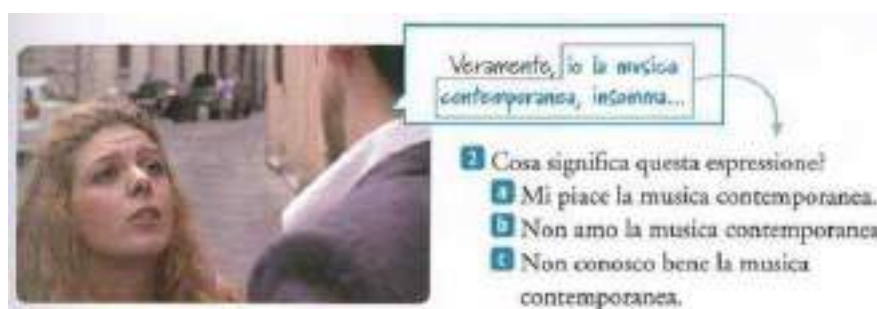 Veramente, io la musica
contemporanea, insomma...
2 Cosa significa questa espressione?
a Mi piace la musica contemporanea.
b Non amo la musica contemporanea
c Non conosco bene la musica
contemporanea.